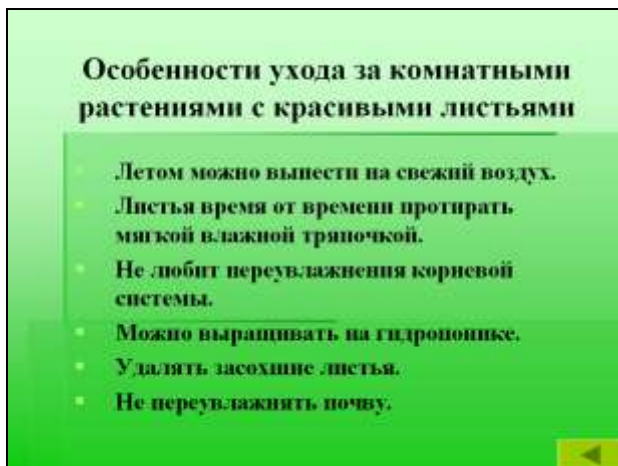 Особенности ухода за комнатными
растениями с красивыми листьями
Летом можно вынести на свежий воздух.
Листья время от времени протирать
мягкой влажной тряпочкой.
Не любит переувлажнения корневой
системы.
Можно выращивать на гидропонике.
Удалять засохшие листья.
Не переувлажнять почву.